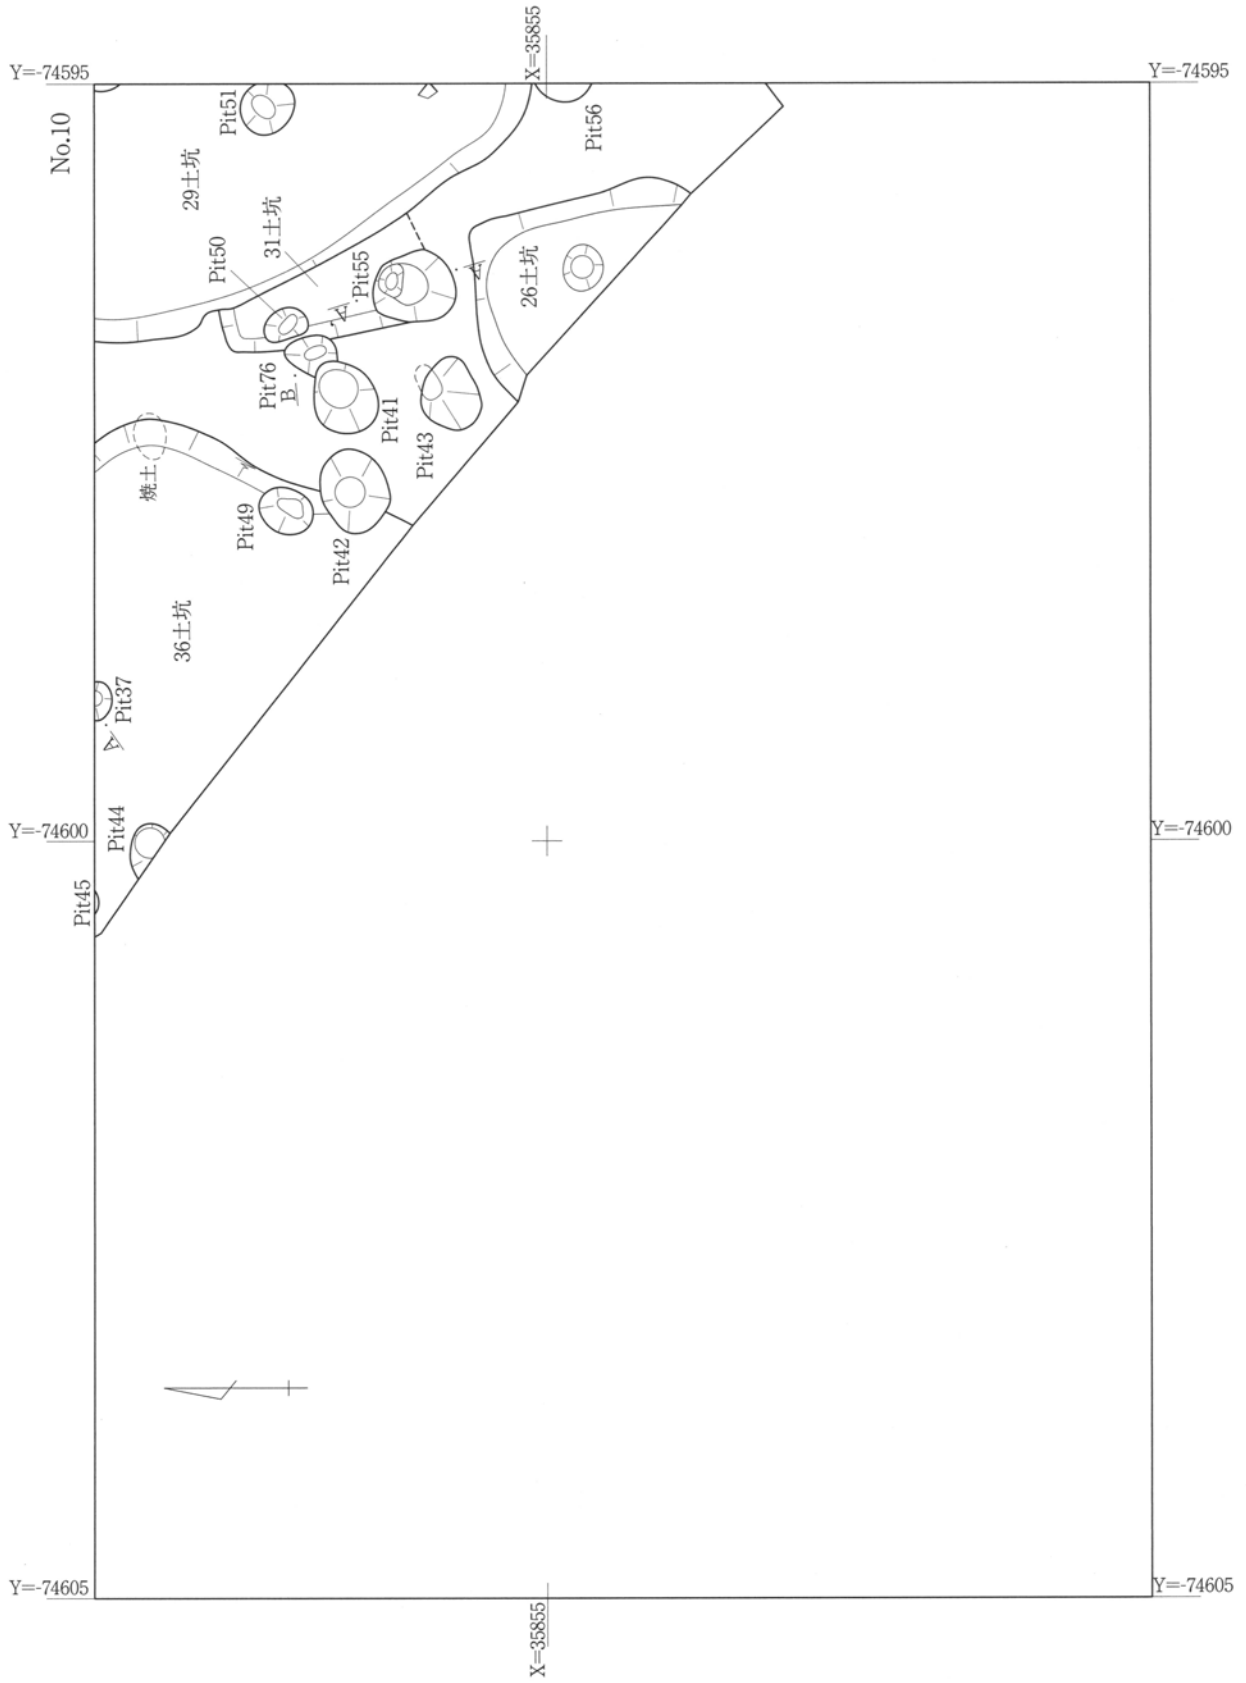 Y=-74595
X=35855
Y=-74595
No.10
Pit51
Pit56
29土坑
31土坑
Pit50
Pit55
26土坑
A'
A'
Pit76
B
Pit41
Pit43
焼土
Pit49
Pit42
36土坑
Pit37
A
Pit44
Y=-74600
Y=-74600
Pit45
Y=-74605
X=35855
Y=-74605